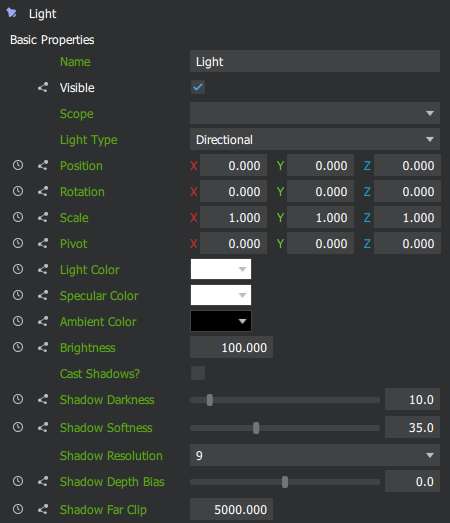 Light
Basic Properties
Name Light
Visible
Scope
Light Type Directional
Position X 0.000 Y 0.000 Z 0.000
Rotation X 0.000 Y 0.000 Z 0.000
Scale X 1.000 Y 1.000 Z 1.000
Pivot X 0.000 Y 0.000 Z 0.000
Light Color
Specular Color
Ambient Color
Brightness 100.000
Cast Shadows?
Shadow Darkness 10.0
Shadow Softness 35.0
Shadow Resolution 9
Shadow Depth Bias 0.0
Shadow Far Clip 5000.000